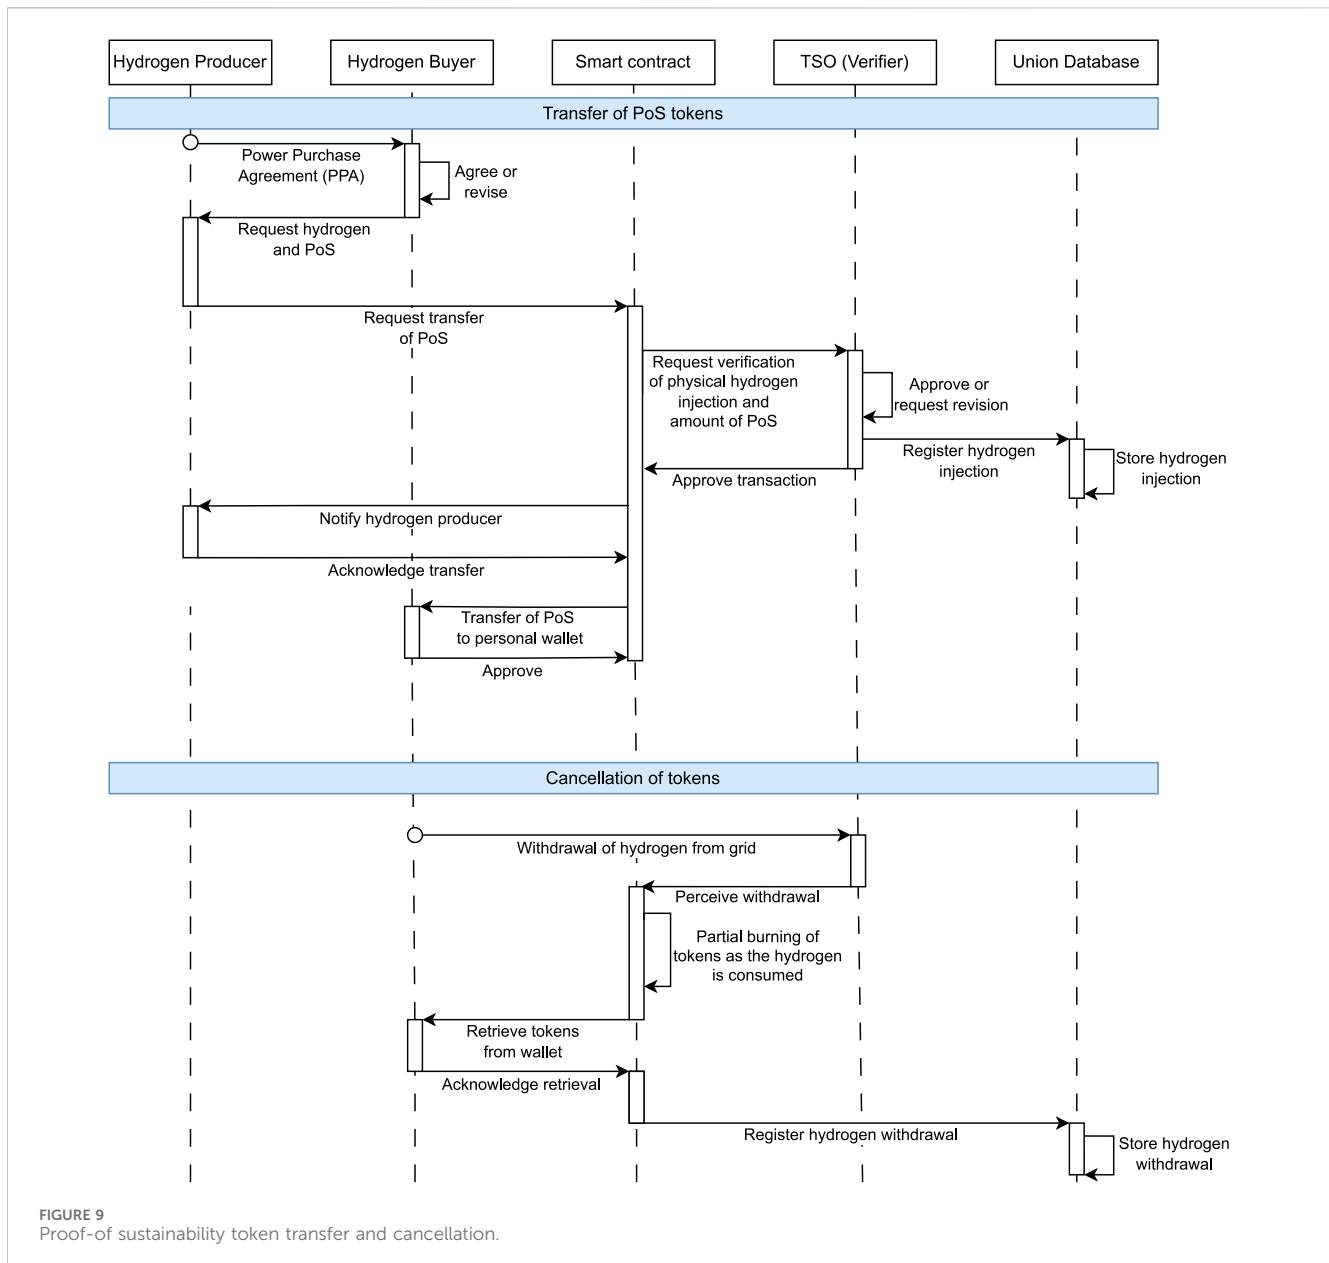 Hydrogen Producer
Hydrogen Buyer
Smart contract
TSO (Verifier)
Union Database
Transfer of PoS tokens
Power Purchase
Agreement (PPA)
Agree or
revise
Request hydrogen
and PoS
Request transfer
of PoS
Request verification
of physical hydrogen
injection and
amount of PoS
Approve or
request revision
Register hydrogen
injection
Store hydrogen
injection
Approve transaction
Notify hydrogen producer
Acknowledge transfer
Transfer of PoS
to personal wallet
Approve
Cancellation of tokens
Withdrawal of hydrogen from grid
Perceive withdrawal
Partial burning of
tokens as the hydrogen
is consumed
Retrieve tokens
from wallet
Acknowledge retrieval
Register hydrogen withdrawal
Store hydrogen
withdrawal
FIGURE 9
Proof-of sustainability token transfer and cancellation.